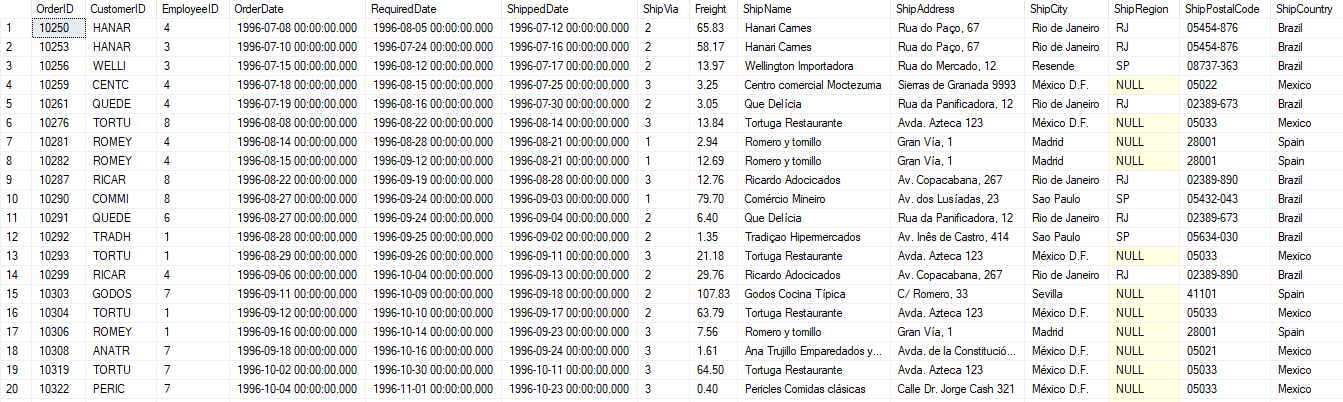 OrderID CustomerID EmployeeID OrderDate RequiredDate ShippedDate ShipVia Freight ShipName ShipAddress ShipCity ShipRegion ShipPostalCode ShipCountry
1 10250 HANAR 4 1996-07-08 00:00:00.000 1996-08-05 00:00:00.000 1996-07-12 00:00:00.000 2 65.83 Hanari Carnes Rua do Paço, 67 Rio de Janeiro RJ 05454-876 Brazil
2 10253 HANAR 3 1996-07-10 00:00:00.000 1996-07-24 00:00:00.000 1996-07-16 00:00:00.000 2 58.17 Hanari Carnes Rua do Paço, 67 Rio de Janeiro RJ 05454-876 Brazil
3 10256 WELLI 3 1996-07-15 00:00:00.000 1996-08-12 00:00:00.000 1996-07-17 00:00:00.000 2 13.97 Wellington Importadora Rua do Mercado, 12 Resende SP 08737-363 Brazil
4 10259 CENTC 4 1996-07-18 00:00:00.000 1996-08-15 00:00:00.000 1996-07-25 00:00:00.000 3 3.25 Centro comercial Moctezuma Sierras de Granada 9993 México D.F. NULL 05022 Mexico
5 10261 QUEDE 4 1996-07-19 00:00:00.000 1996-08-16 00:00:00.000 1996-07-30 00:00:00.000 2 3.05 Que Delícia Rua da Panificadora, 12 Rio de Janeiro RJ 02389-673 Brazil
6 10276 TORTU 8 1996-08-08 00:00:00.000 1996-08-22 00:00:00.000 1996-08-14 00:00:00.000 3 13.84 Tortuga Restaurante Avda. Azteca 123 México D.F. NULL 05033 Mexico
7 10281 ROMEY 4 1996-08-14 00:00:00.000 1996-08-28 00:00:00.000 1996-08-21 00:00:00.000 1 2.94 Romero y tomillo Gran Vía, 1 Madrid NULL 28001 Spain
8 10282 ROMEY 4 1996-08-15 00:00:00.000 1996-09-12 00:00:00.000 1996-08-21 00:00:00.000 1 12.69 Romero y tomillo Gran Vía, 1 Madrid NULL 28001 Spain
9 10287 RICAR 8 1996-08-22 00:00:00.000 1996-09-19 00:00:00.000 1996-08-28 00:00:00.000 3 12.76 Ricardo Adocicados Av. Copacabana, 267 Rio de Janeiro RJ 02389-890 Brazil
10 10290 COMMI 8 1996-08-27 00:00:00.000 1996-09-24 00:00:00.000 1996-09-03 00:00:00.000 1 79.70 Comércio Mineiro Av. dos Lusíadas, 23 Sao Paulo SP 05432-043 Brazil
11 10291 QUEDE 6 1996-08-27 00:00:00.000 1996-09-24 00:00:00.000 1996-09-04 00:00:00.000 2 6.40 Que Delícia Rua da Panificadora, 12 Rio de Janeiro RJ 02389-673 Brazil
12 10292 TRADH 1 1996-08-28 00:00:00.000 1996-09-25 00:00:00.000 1996-09-02 00:00:00.000 2 1.35 Tradiçao Hipermercados Av. Inês de Castro, 414 Sao Paulo SP 05634-030 Brazil
13 10293 TORTU 1 1996-08-29 00:00:00.000 1996-09-26 00:00:00.000 1996-09-11 00:00:00.000 3 21.18 Tortuga Restaurante Avda. Azteca 123 México D.F. NULL 05033 Mexico
14 10299 RICAR 4 1996-09-06 00:00:00.000 1996-10-04 00:00:00.000 1996-09-13 00:00:00.000 2 29.76 Ricardo Adocicados Av. Copacabana, 267 Rio de Janeiro RJ 02389-890 Brazil
15 10303 GODOS 7 1996-09-11 00:00:00.000 1996-10-09 00:00:00.000 1996-09-18 00:00:00.000 2 107.83 Godos Cocina Típica C/ Romero, 33 Sevilla NULL 41101 Spain
16 10304 TORTU 1 1996-09-12 00:00:00.000 1996-10-10 00:00:00.000 1996-09-17 00:00:00.000 2 63.79 Tortuga Restaurante Avda. Azteca 123 México D.F. NULL 05033 Mexico
17 10306 ROMEY 1 1996-09-16 00:00:00.000 1996-10-14 00:00:00.000 1996-09-23 00:00:00.000 3 7.56 Romero y tomillo Gran Vía, 1 Madrid NULL 28001 Spain
18 10308 ANATR 7 1996-09-18 00:00:00.000 1996-10-16 00:00:00.000 1996-09-24 00:00:00.000 3 1.61 Ana Trujillo Emparedados y... Avda. de la Constitució... México D.F. NULL 05021 Mexico
19 10319 TORTU 7 1996-10-02 00:00:00.000 1996-10-30 00:00:00.000 1996-10-11 00:00:00.000 3 64.50 Tortuga Restaurante Avda. Azteca 123 México D.F. NULL 05033 Mexico
20 10322 PERIC 7 1996-10-04 00:00:00.000 1996-11-01 00:00:00.000 1996-10-23 00:00:00.000 3 0.40 Pericles Comidas clásicas Calle Dr. Jorge Cash 321 México D.F. NULL 05033 Mexico